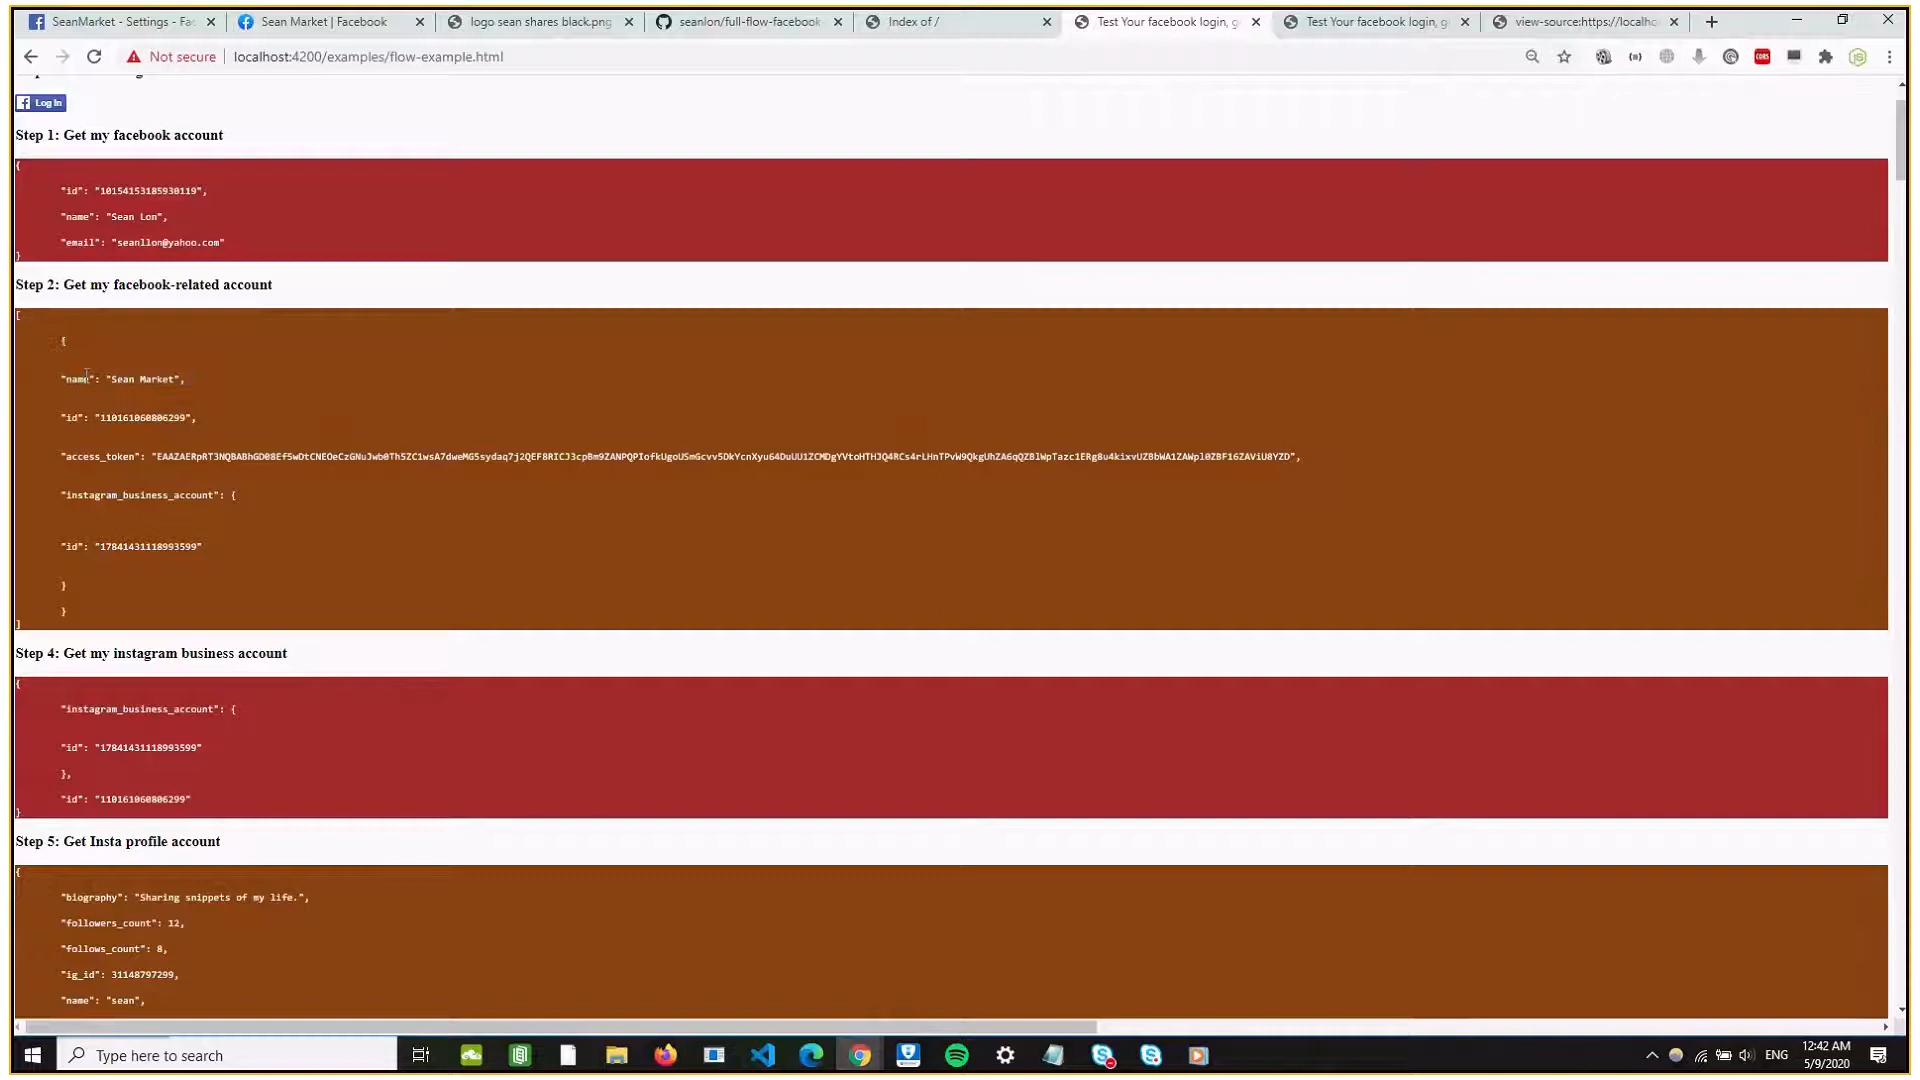 SeanMarket - Settings - Fac
Sean Market | Facebook
logo sean shares black.png
seanlon/full-flow-facebook
Index of /
Test Your facebook login, g
Test Your facebook login, g
view-source:https://localho
Not secure
localhost:4200/examples/flow-example.html
Log In
Step 1: Get my facebook account
{
"id": "10154153185930119",
"name": "Sean Lon",
"email": "seanllon@yahoo.com"
}
Step 2: Get my facebook-related account
[
{
"name": "Sean Market",
"id": "110161060806299",
"access_token":
"instagram_business_account": {
"id": "17841431118993599"
}
}
]
Step 4: Get my instagram business account
{
"instagram_business_account": {
"id": "17841431118993599"
},
"id": "110161060806299"
}
Step 5: Get Insta profile account
{
"biography": "Sharing snippets of my life.",
"followers_count": 12,
"follows_count": 8,
"ig_id": 31148797299,
"name": "sean",
Type here to search
ENG
12:42 AM
5/9/2020